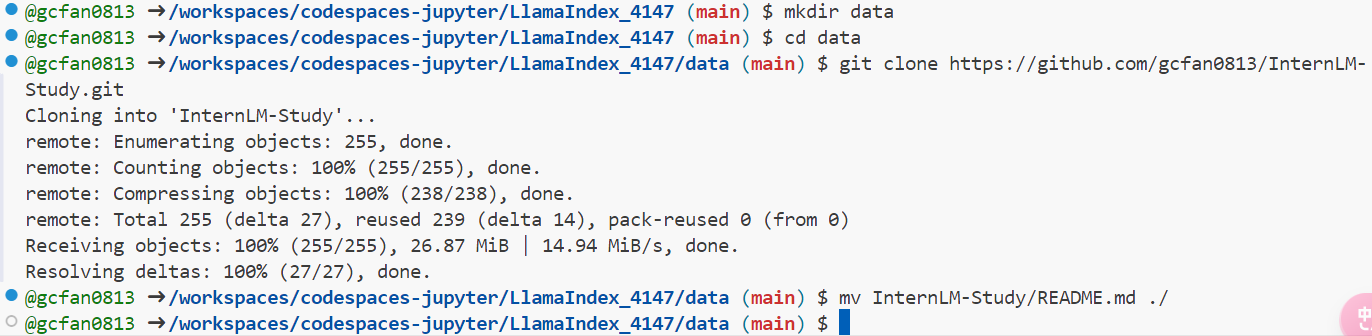 @gcfan0813 ➜/workspaces/codespaces-jupyter/LlamaIndex_4147 (main) $ mkdir data
@gcfan0813 ➜/workspaces/codespaces-jupyter/LlamaIndex_4147 (main) $ cd data
@gcfan0813 ➜/workspaces/codespaces-jupyter/LlamaIndex_4147/data (main) $ git clone https://github.com/gcfan0813/InternLM-
Study.git
Cloning into 'InternLM-Study'...
remote: Enumerating objects: 255, done.
remote: Counting objects: 100% (255/255), done.
remote: Compressing objects: 100% (238/238), done.
remote: Total 255 (delta 27), reused 239 (delta 14), pack-reused 0 (from 0)
Receiving objects: 100% (255/255), 26.87 MiB | 14.94 MiB/s, done.
Resolving deltas: 100% (27/27), done.
@gcfan0813 ➜/workspaces/codespaces-jupyter/LlamaIndex_4147/data (main) $ mv InternLM-Study/README.md ./
@gcfan0813 ➜/workspaces/codespaces-jupyter/LlamaIndex_4147/data (main) $